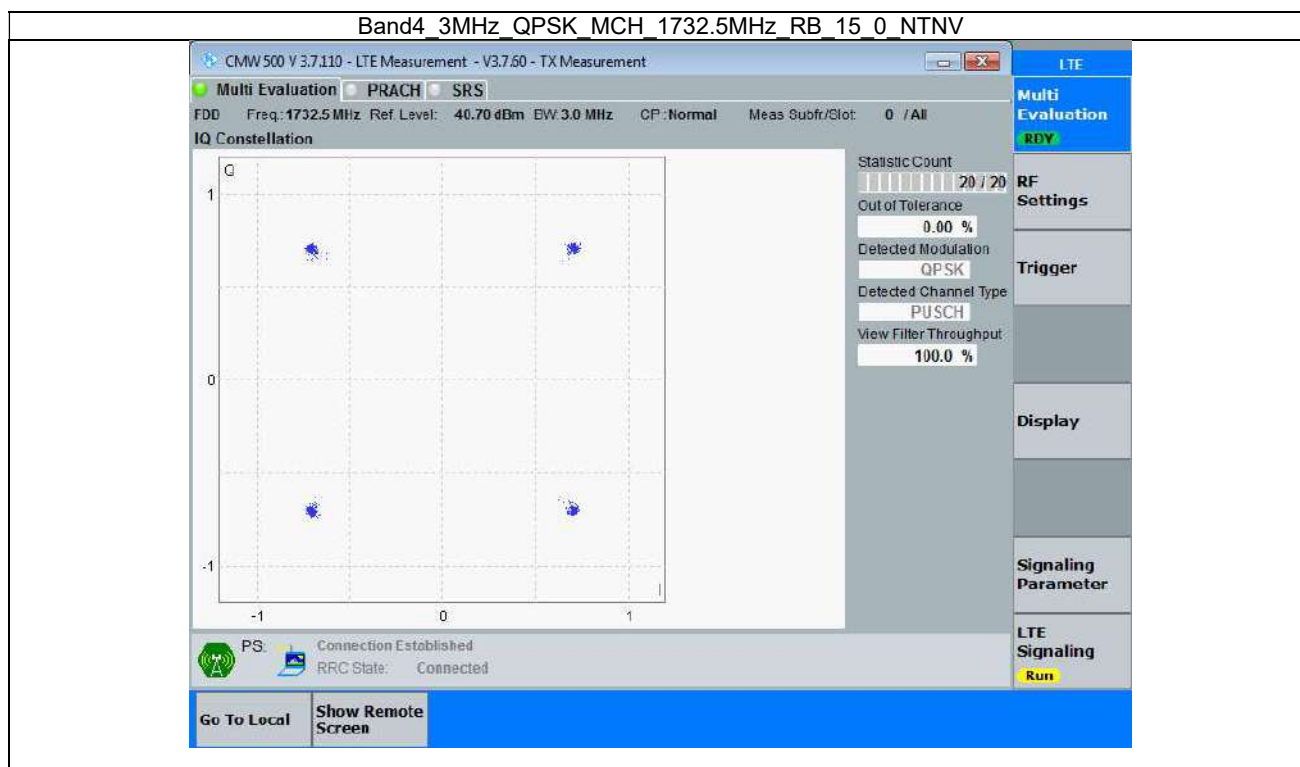 Band4_3MHz_QPSK_MCH_1732.5MHz_RB_15_0_NTNV
CMW 500 V 3.7.110 - LTE Measurement - V3.7.60 - TX Measurement
LTE
Multi Evaluation PRACH SRS
FDD Freq.: 1732.5 MHz Ref. Level: 40.70 dBm BW: 3.0 MHz CP: Normal Meas Subfr/Slot: 0 / All
IQ Constellation
Multi
Evaluation
RDY
Q
1
0
-1
I
-1 0 1
Statistic Count
20 / 20
Out of Tolerance
0.00 %
Detected Modulation
QPSK
Detected Channel Type
PUSCH
View Filter Throughput
100.0 %
RF
Settings
Trigger
Display
Signaling
Parameter
LTE
Signaling
Run
PS: Connection Established
RRC State: Connected
Go To Local
Show Remote
Screen